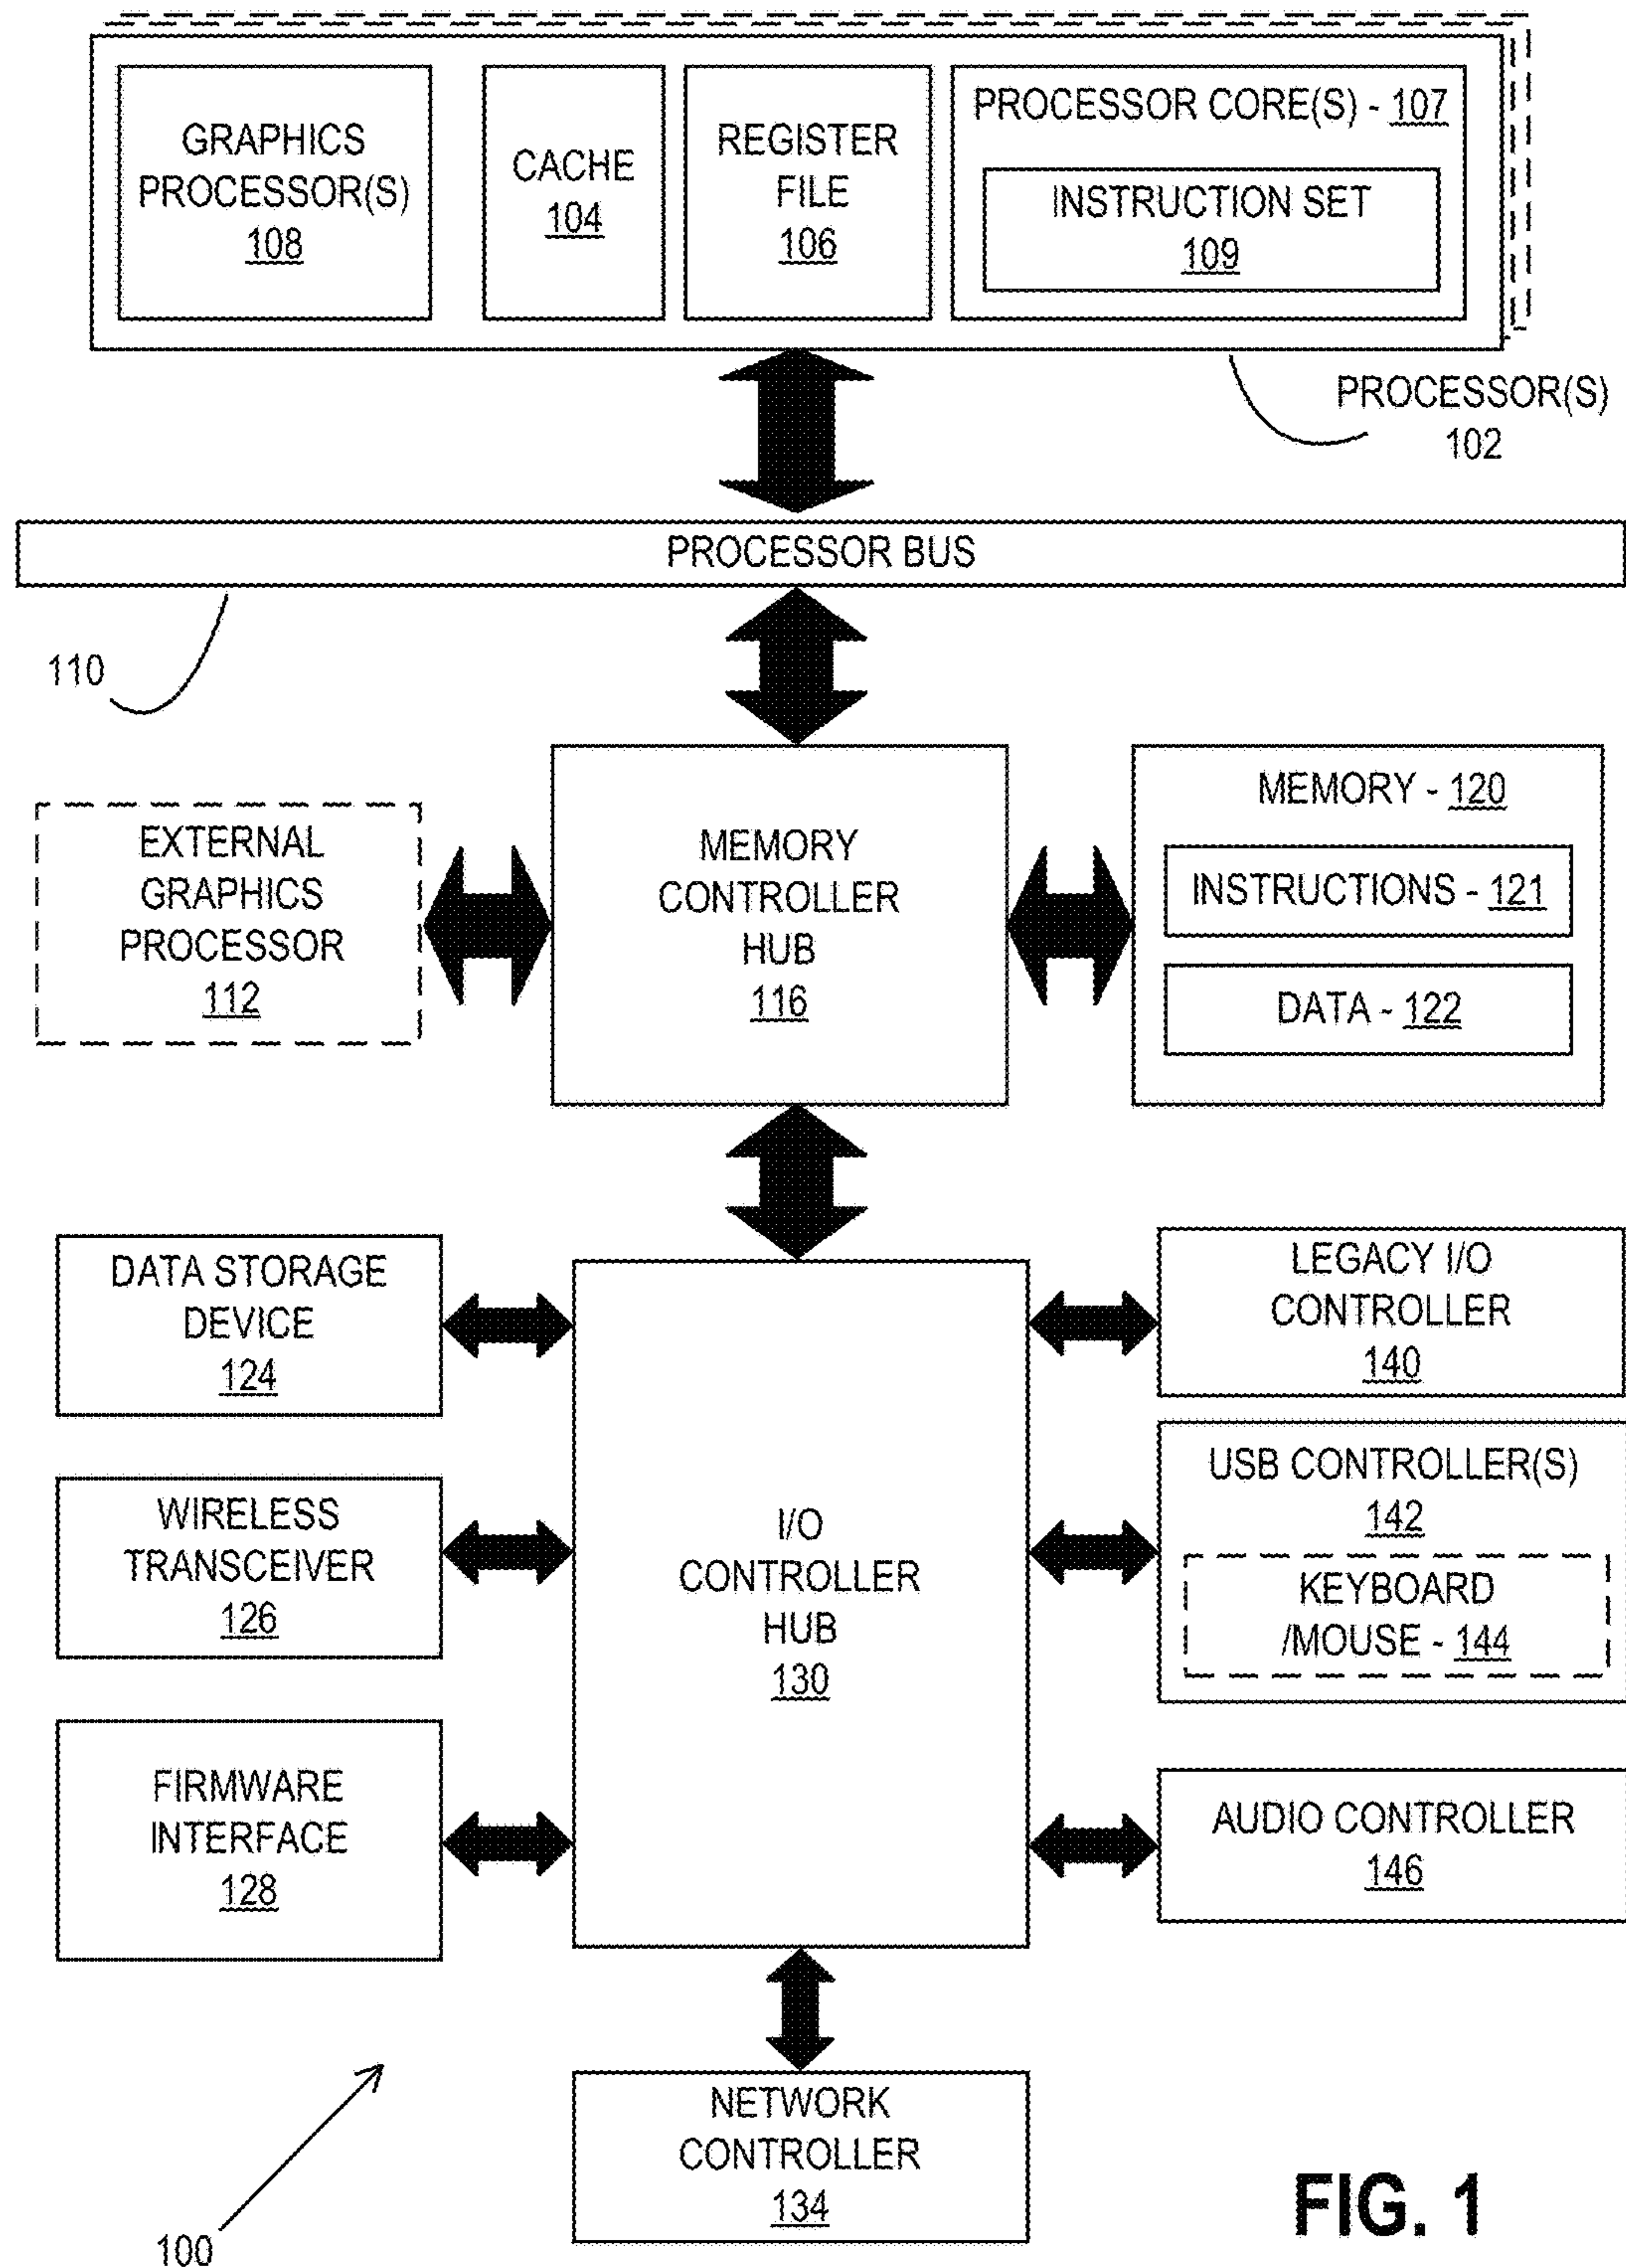 GRAPHICS
PROCESSOR(S)
108
CACHE
104
REGISTER
FILE
106
PROCESSOR CORE(S) - 107
INSTRUCTION SET
109
PROCESSOR(S)
102
PROCESSOR BUS
110
EXTERNAL
GRAPHICS
PROCESSOR
112
MEMORY
CONTROLLER
HUB
116
MEMORY - 120
INSTRUCTIONS - 121
DATA - 122
DATA STORAGE
DEVICE
124
WIRELESS
TRANSCEIVER
126
FIRMWARE
INTERFACE
128
I/O
CONTROLLER
HUB
130
LEGACY I/O
CONTROLLER
140
USB CONTROLLER(S)
142
KEYBOARD
/MOUSE - 144
AUDIO CONTROLLER
146
NETWORK
CONTROLLER
134
100
FIG. 1